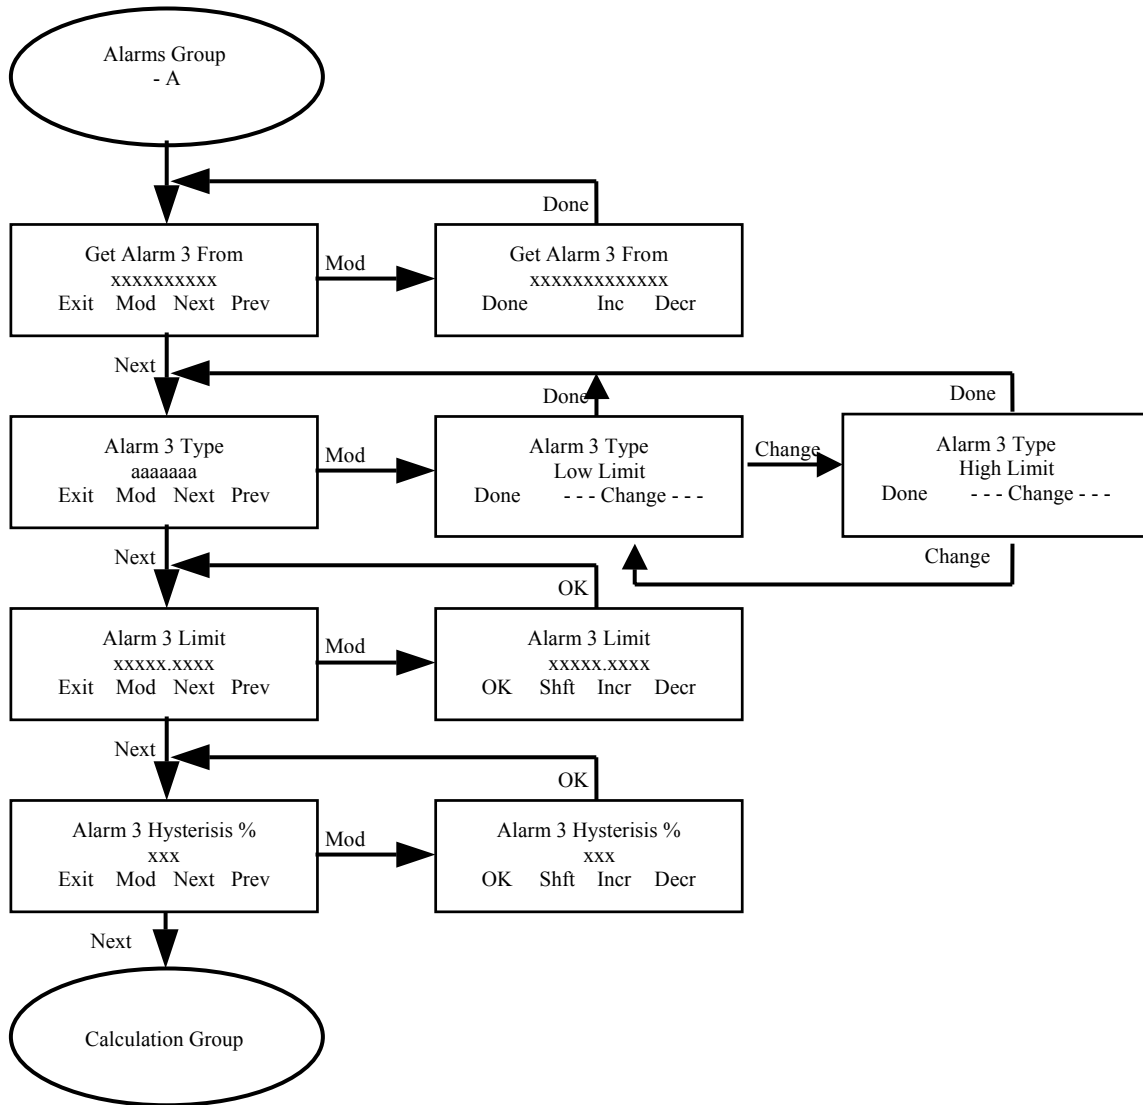 Alarms Group
- A
Done
Get Alarm 3 From
xxxxxxxxxx
Exit Mod Next Prev
Mod
Get Alarm 3 From
xxxxxxxxxxxxx
Done Inc Decr
Next
Done
Done
Alarm 3 Type
aaaaaaa
Exit Mod Next Prev
Mod
Alarm 3 Type
Low Limit
Done - - - Change - - -
Change
Alarm 3 Type
High Limit
Done - - - Change - - -
Next
Change
OK
Alarm 3 Limit
xxxxx.xxxx
Exit Mod Next Prev
Mod
Alarm 3 Limit
xxxxx.xxxx
OK Shft Incr Decr
Next
OK
Alarm 3 Hysterisis %
xxx
Exit Mod Next Prev
Mod
Alarm 3 Hysterisis %
xxx
OK Shft Incr Decr
Next
Calculation Group